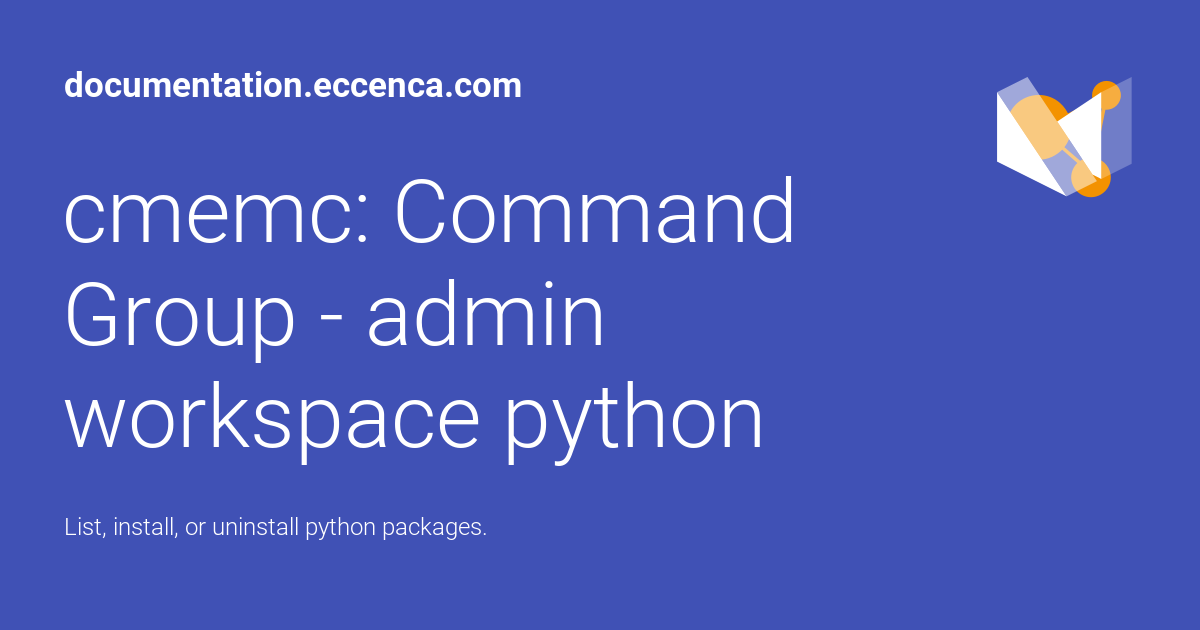 documentation.eccenca.com
cmemc: Command
Group - admin
workspace python
List, install, or uninstall python packages.